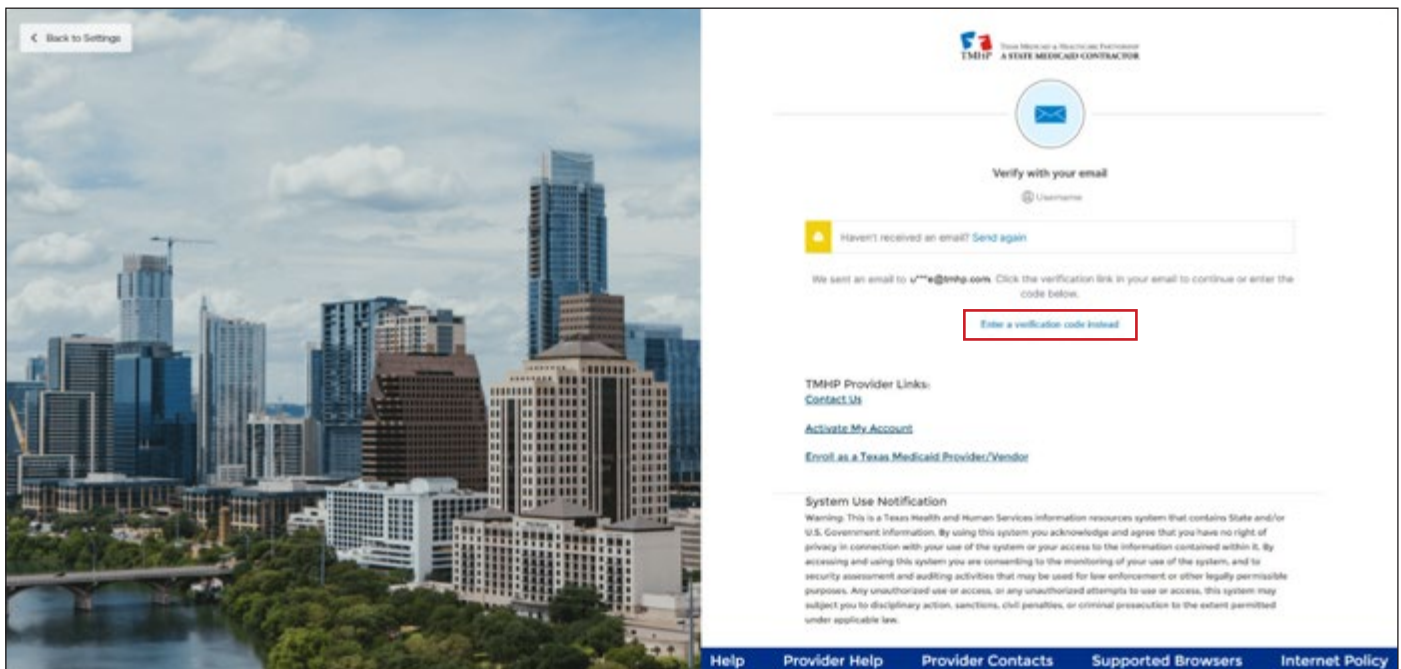 Back to Settings
TMHP
TEXAS MEDICAID & HEALTHCARE PARTNERSHIP
A STATE MEDICAID CONTRACTOR
Verify with your email
Username
Haven't received an email? Send again
We sent an email to u***e@tmhp.com. Click the verification link in your email to continue or enter the
code below.
Enter a verification code instead
TMHP Provider Links:
Contact Us
Activate My Account
Enroll as a Texas Medicaid Provider/Vendor
System Use Notification
Warning: This is a Texas Health and Human Services information resources system that contains State and/or
U.S. Government information. By using this system you acknowledge and agree that you have no right of
privacy in connection with your use of the system or your access to the information contained within it. By
accessing and using this system you are consenting to the monitoring of your use of the system, and to
security assessment and auditing activities that may be used for law enforcement or other legally permissible
purposes. Any unauthorized use or access, or any unauthorized attempts to use or access, this system may
subject you to disciplinary action, sanctions, civil penalties, or criminal prosecution to the extent permitted
under applicable law.
Help Provider Help Provider Contacts Supported Browsers Internet Policy